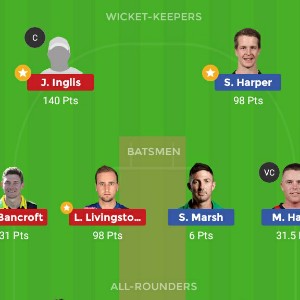 WICKET-KEEPERS
C
J. Inglis
S. Harper
140 Pts
98 Pts
BATSMEN
VC
Bancroft
L. Livingsto...
S. Marsh
M. Ha
31 Pts
98 Pts
6 Pts
31.5
ALL-ROUNDERS